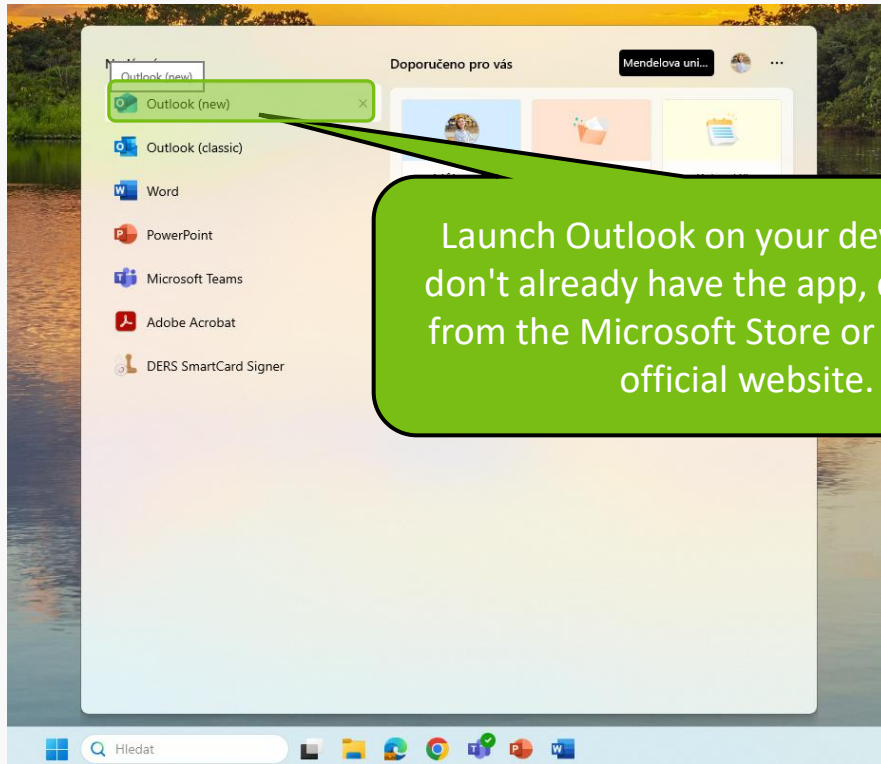 Doporučeno pro vás
Mendelova uni...
Outlook (new)
Outlook (new)
Outlook (classic)
Word
PowerPoint
Microsoft Teams
Adobe Acrobat
DERS SmartCard Signer
Launch Outlook on your
don't already have the app,
from the Microsoft Store or
official website.
Hledat